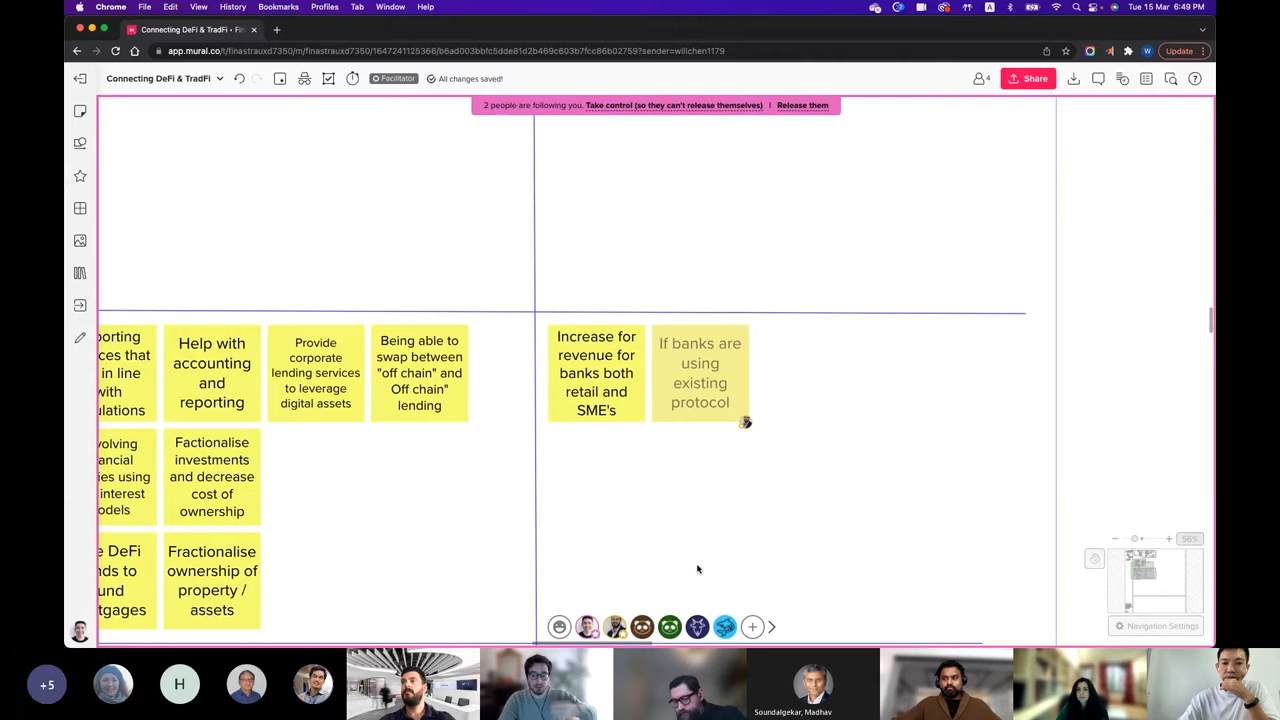 Chrome File Edit View History Bookmarks Profiles Tab Window Help
A
Tue 15 Mar 6:49 PM
Connecting DeFi & TradFi • Fin
app.mural.co/t/finastrauxd7350/m/finastrauxd7350/1647241125366/b6ad003bbfc5dde81d2b469c603b7fcc86b02759?sender=willchen1179
W
Update
Connecting DeFi & TradFi
Facilitator
All changes saved!
4
Share
2 people are following you. Take control (so they can't release themselves) | Release them
orting
ces that
in line
with
ulations
Help with
accounting
and
reporting
Provide
corporate
lending services
to leverage
digital assets
Being able to
swap between
"off chain" and
Off chain"
lending
Increase for
revenue for
banks both
retail and
SME's
If banks are
using
existing
protocol
volving
ancial
ies using
interest
odels
Factionalise
investments
and decrease
cost of
ownership
e DeFi
nds to
und
tgages
Fractionalise
ownership of
property /
assets
56%
Navigation Settings
+5
H
Soundalgekar, Madhav